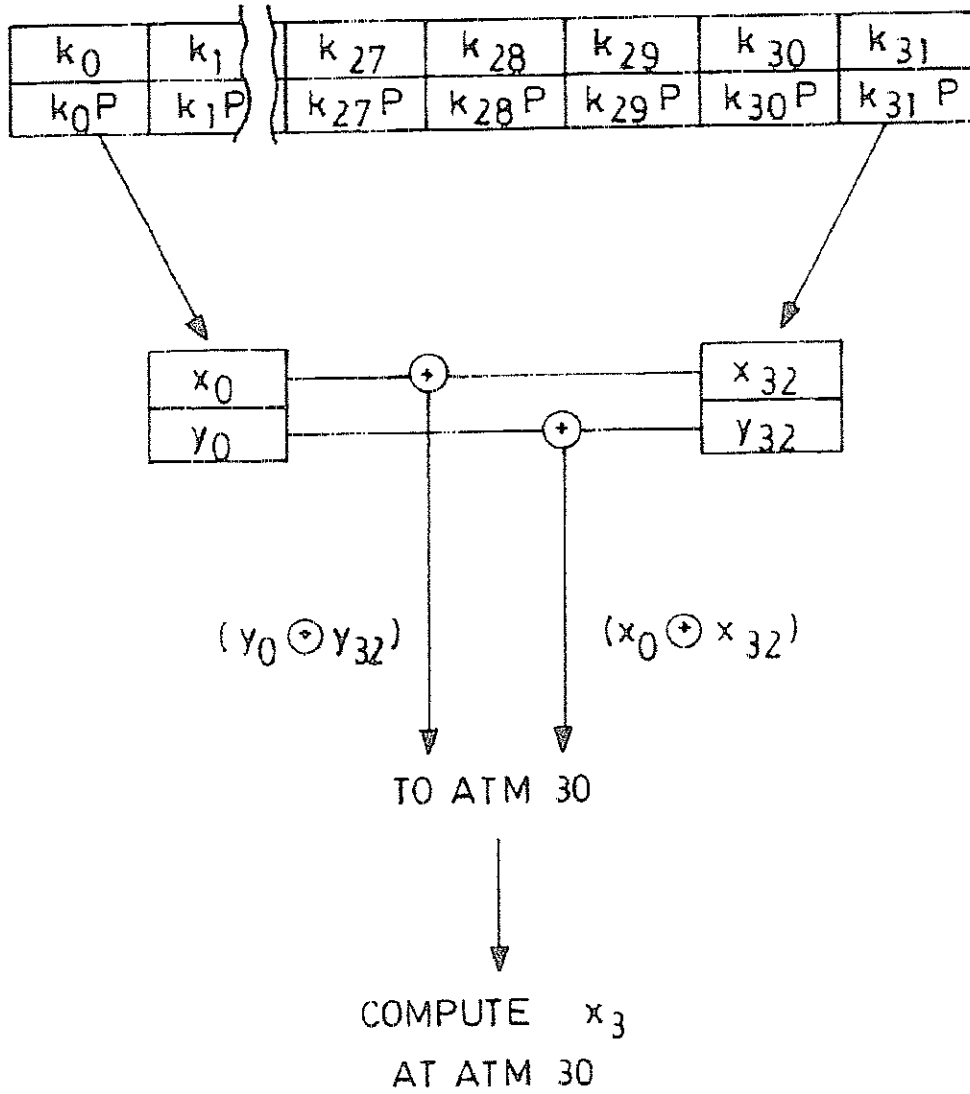 k₀ k₁ k₂₇ k₂₈ k₂₉ k₃₀ k₃₁
k₀P k₁P k₂₇P k₂₈P k₂₉P k₃₀P k₃₁P
x₀ + x₃₂
y₀ + y₃₂
(y₀ ⊕ y₃₂) (x₀ ⊕ x₃₂)
TO ATM 30
COMPUTE x₃
AT ATM 30